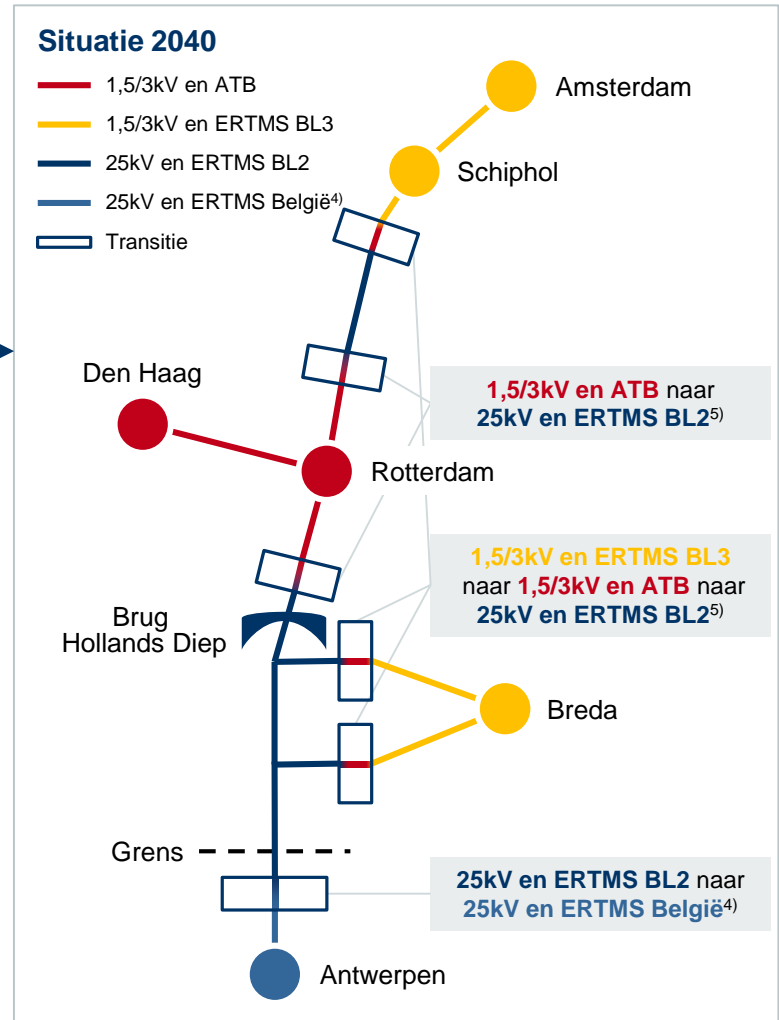 Situatie 2040
1,5/3kV en ATB
1,5/3kV en ERTMS BL3
25kV en ERTMS BL2
25kV en ERTMS België4)
Transitie
Amsterdam
Schiphol
Den Haag
1,5/3kV en ATB naar
25kV en ERTMS BL25)
Rotterdam
1,5/3kV en ERTMS BL3
naar 1,5/3kV en ATB naar
25kV en ERTMS BL25)
Brug
Hollands Diep
Breda
Grens
25kV en ERTMS BL2 naar
25kV en ERTMS België4)
Antwerpen